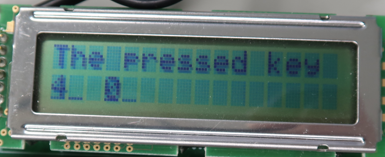 The pressed key
4_ 0_